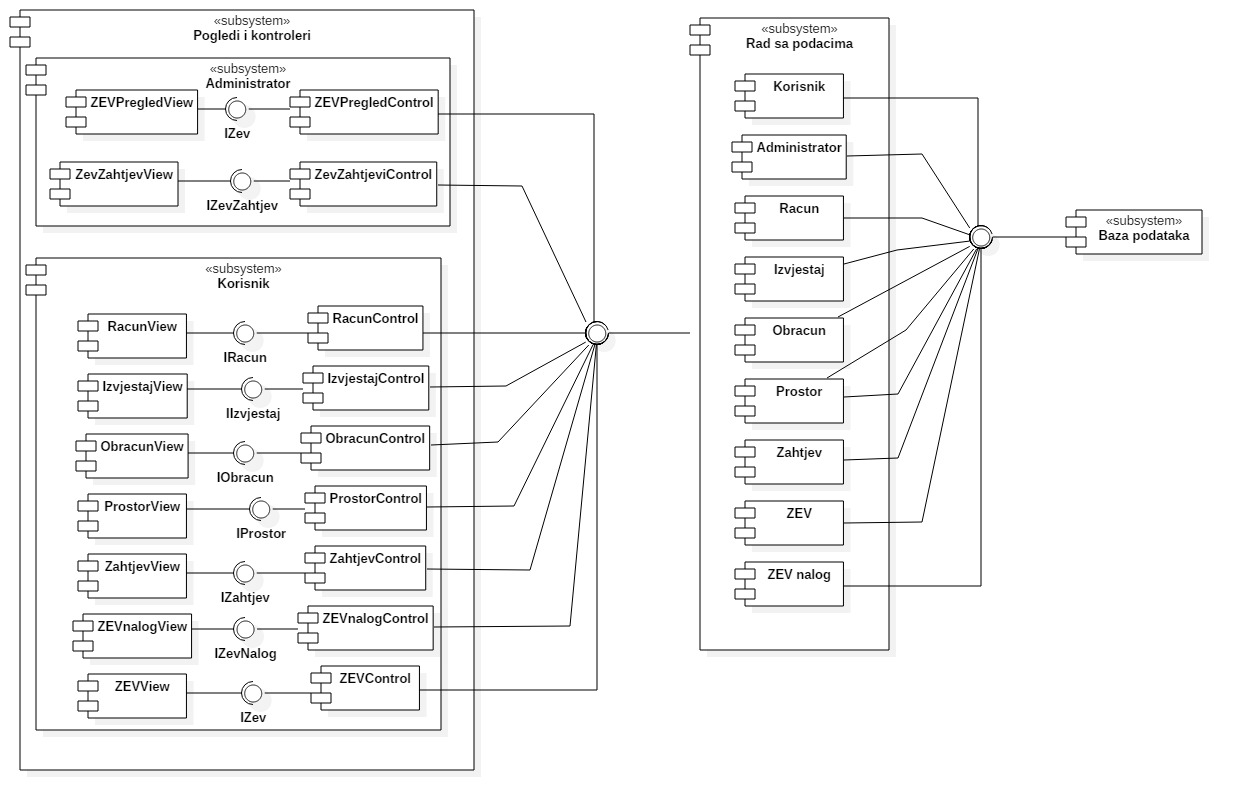 «subsystem»
Pogledi i kontroleri
«subsystem»
Administrator
ZEVPregledView
IZev
ZEVPregledControl
ZevZahtjevView
IZevZahtjev
ZevZahtjeviControl
«subsystem»
Korisnik
RacunView
IRacun
RacunControl
IzvjestajView
IIzvjestaj
IzvjestajControl
ObracunView
IObracun
ObracunControl
ProstorView
IProstor
ProstorControl
ZahtjevView
IZahtjev
ZahtjevControl
ZEVnalogView
IZevNalog
ZEVnalogControl
ZEVView
IZev
ZEVControl
«subsystem»
Rad sa podacima
Korisnik
Administrator
Racun
Izvjestaj
Obracun
Prostor
Zahtjev
ZEV
ZEV nalog
«subsystem»
Baza podataka